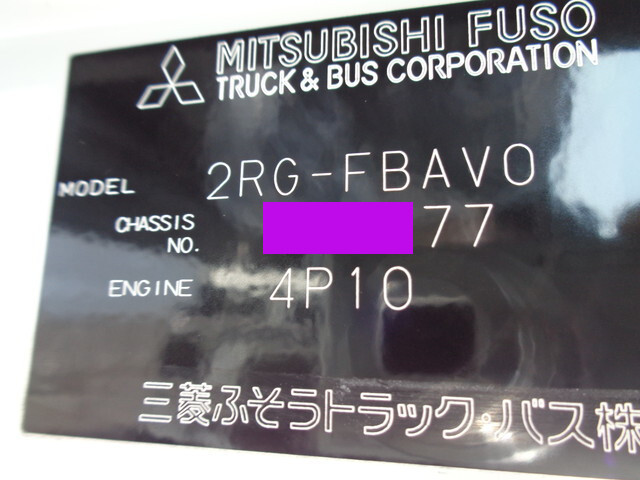 MITSUBISHI FUSO
TRUCK & BUS CORPORATION
MODEL 2RG-FBAV0
CHASSIS NO. 77
ENGINE 4P10
三菱ふそうトラック・バス株